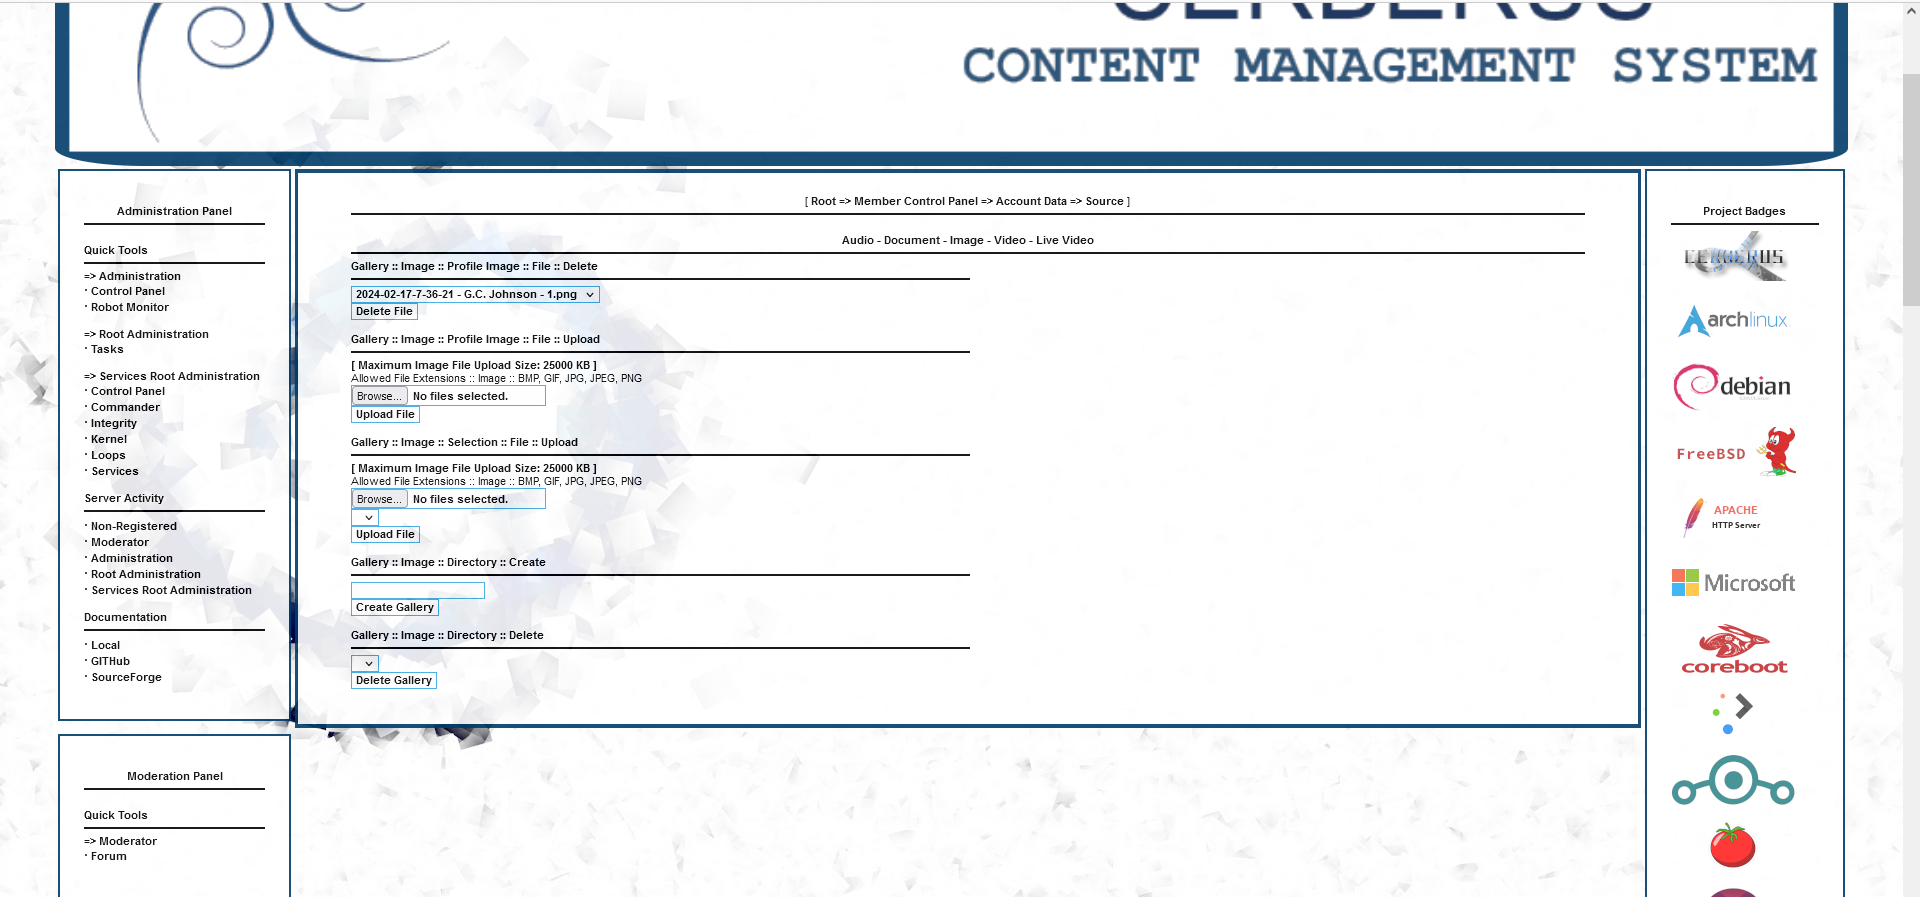 CERBERUS
CONTENT MANAGEMENT SYSTEM
Administration Panel
Quick Tools
=> Administration
· Control Panel
· Robot Monitor
=> Root Administration
· Tasks
=> Services Root Administration
· Control Panel
· Commander
· Integrity
· Kernel
· Loops
· Services
Server Activity
· Non-Registered
· Moderator
· Administration
· Root Administration
· Services Root Administration
Documentation
· Local
· GITHub
· SourceForge
Moderation Panel
Quick Tools
=> Moderator
· Forum
[ Root => Member Control Panel => Account Data => Source ]
Audio - Document - Image - Video - Live Video
Gallery :: Image :: Profile Image :: File :: Delete
2024-02-17-7-36-21 - G.C. Johnson - 1.png
Delete File
Gallery :: Image :: Profile Image :: File :: Upload
[ Maximum Image File Upload Size: 25000 KB ]
Allowed File Extensions :: Image :: BMP, GIF, JPG, JPEG, PNG
Browse... No files selected.
Upload File
Gallery :: Image :: Selection :: File :: Upload
[ Maximum Image File Upload Size: 25000 KB ]
Allowed File Extensions :: Image :: BMP, GIF, JPG, JPEG, PNG
Browse... No files selected.
Upload File
Gallery :: Image :: Directory :: Create
Create Gallery
Gallery :: Image :: Directory :: Delete
Delete Gallery
Project Badges
CERBERUS
archlinux
debian
FreeBSD
APACHE
HTTP Server
Microsoft
coreboot